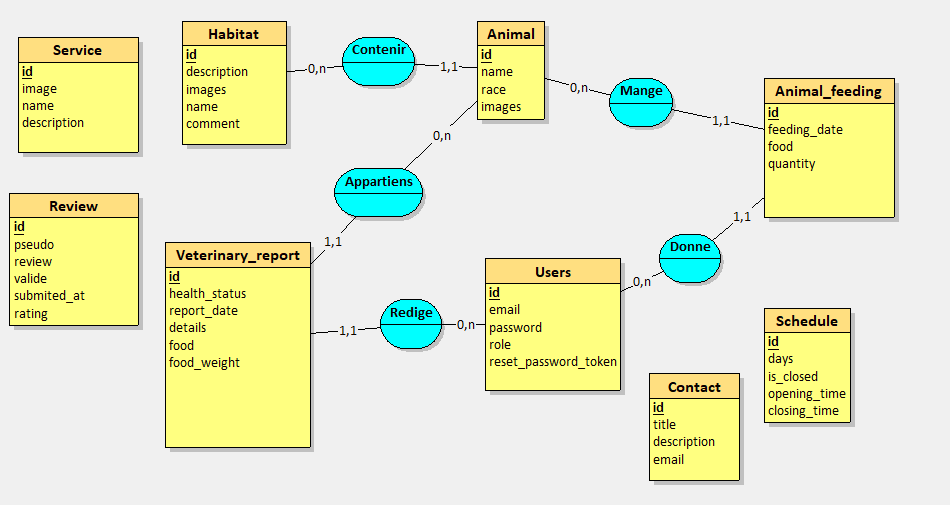 Service
id
image
name
description
Habitat
id
description
images
name
comment
0,n
Contenir
1,1
Animal
id
name
race
images
0,n
Mange
1,1
Animal_feeding
id
feeding_date
food
quantity
0,n
Appartiens
1,1
Review
id
pseudo
review
valide
submited_at
rating
Veterinary_report
id
health_status
report_date
details
food
food_weight
1,1
Redige
0,n
Users
id
email
password
role
reset_password_token
0,n
Donne
1,1
Contact
id
title
description
email
Schedule
id
days
is_closed
opening_time
closing_time